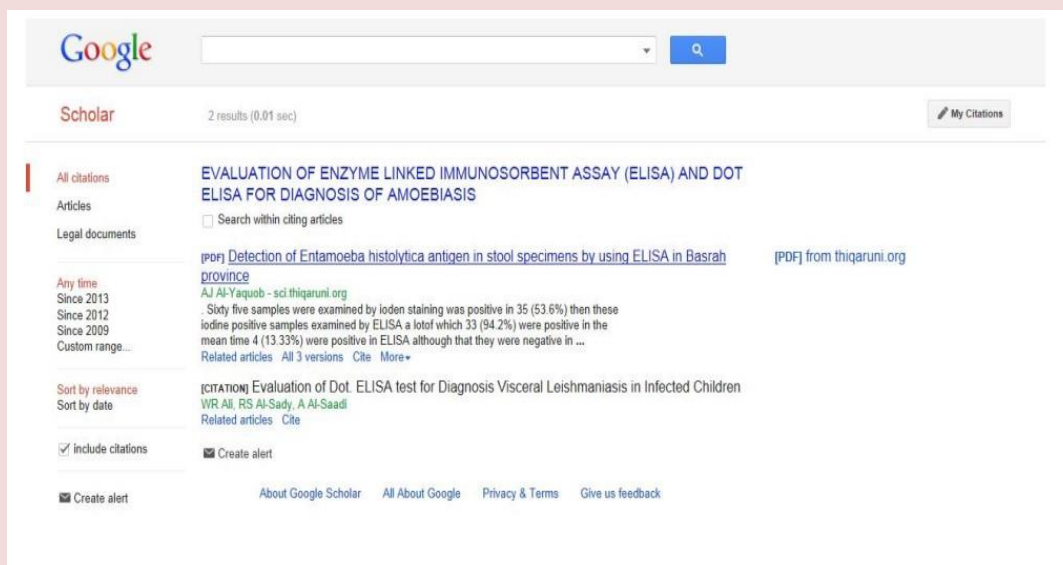 Google
Scholar
2 results (0.01 sec)
My Citations
All citations
Articles
Legal documents
Any time
Since 2013
Since 2012
Since 2009
Custom range...
Sort by relevance
Sort by date
include citations
Create alert
EVALUATION OF ENZYME LINKED IMMUNOSORBENT ASSAY (ELISA) AND DOT
ELISA FOR DIAGNOSIS OF AMOEBIASIS
Search within citing articles
[PDF] Detection of Entamoeba histolytica antigen in stool specimens by using ELISA in Basrah
province
AJ Al-Yaquob - sci.thiqaruni.org
. Sixty five samples were examined by ioden staining was positive in 35 (53.6%) then these
iodine positive samples examined by ELISA a lotof which 33 (94.2%) were positive in the
mean time 4 (13.33%) were positive in ELISA although that they were negative in ...
Related articles All 3 versions Cite More
[PDF] from thiqaruni.org
[CITATION] Evaluation of Dot. ELISA test for Diagnosis Visceral Leishmaniasis in Infected Children
WR Ali, RS Al-Sady, A Al-Saadi
Related articles Cite
Create alert
About Google Scholar All About Google Privacy & Terms Give us feedback